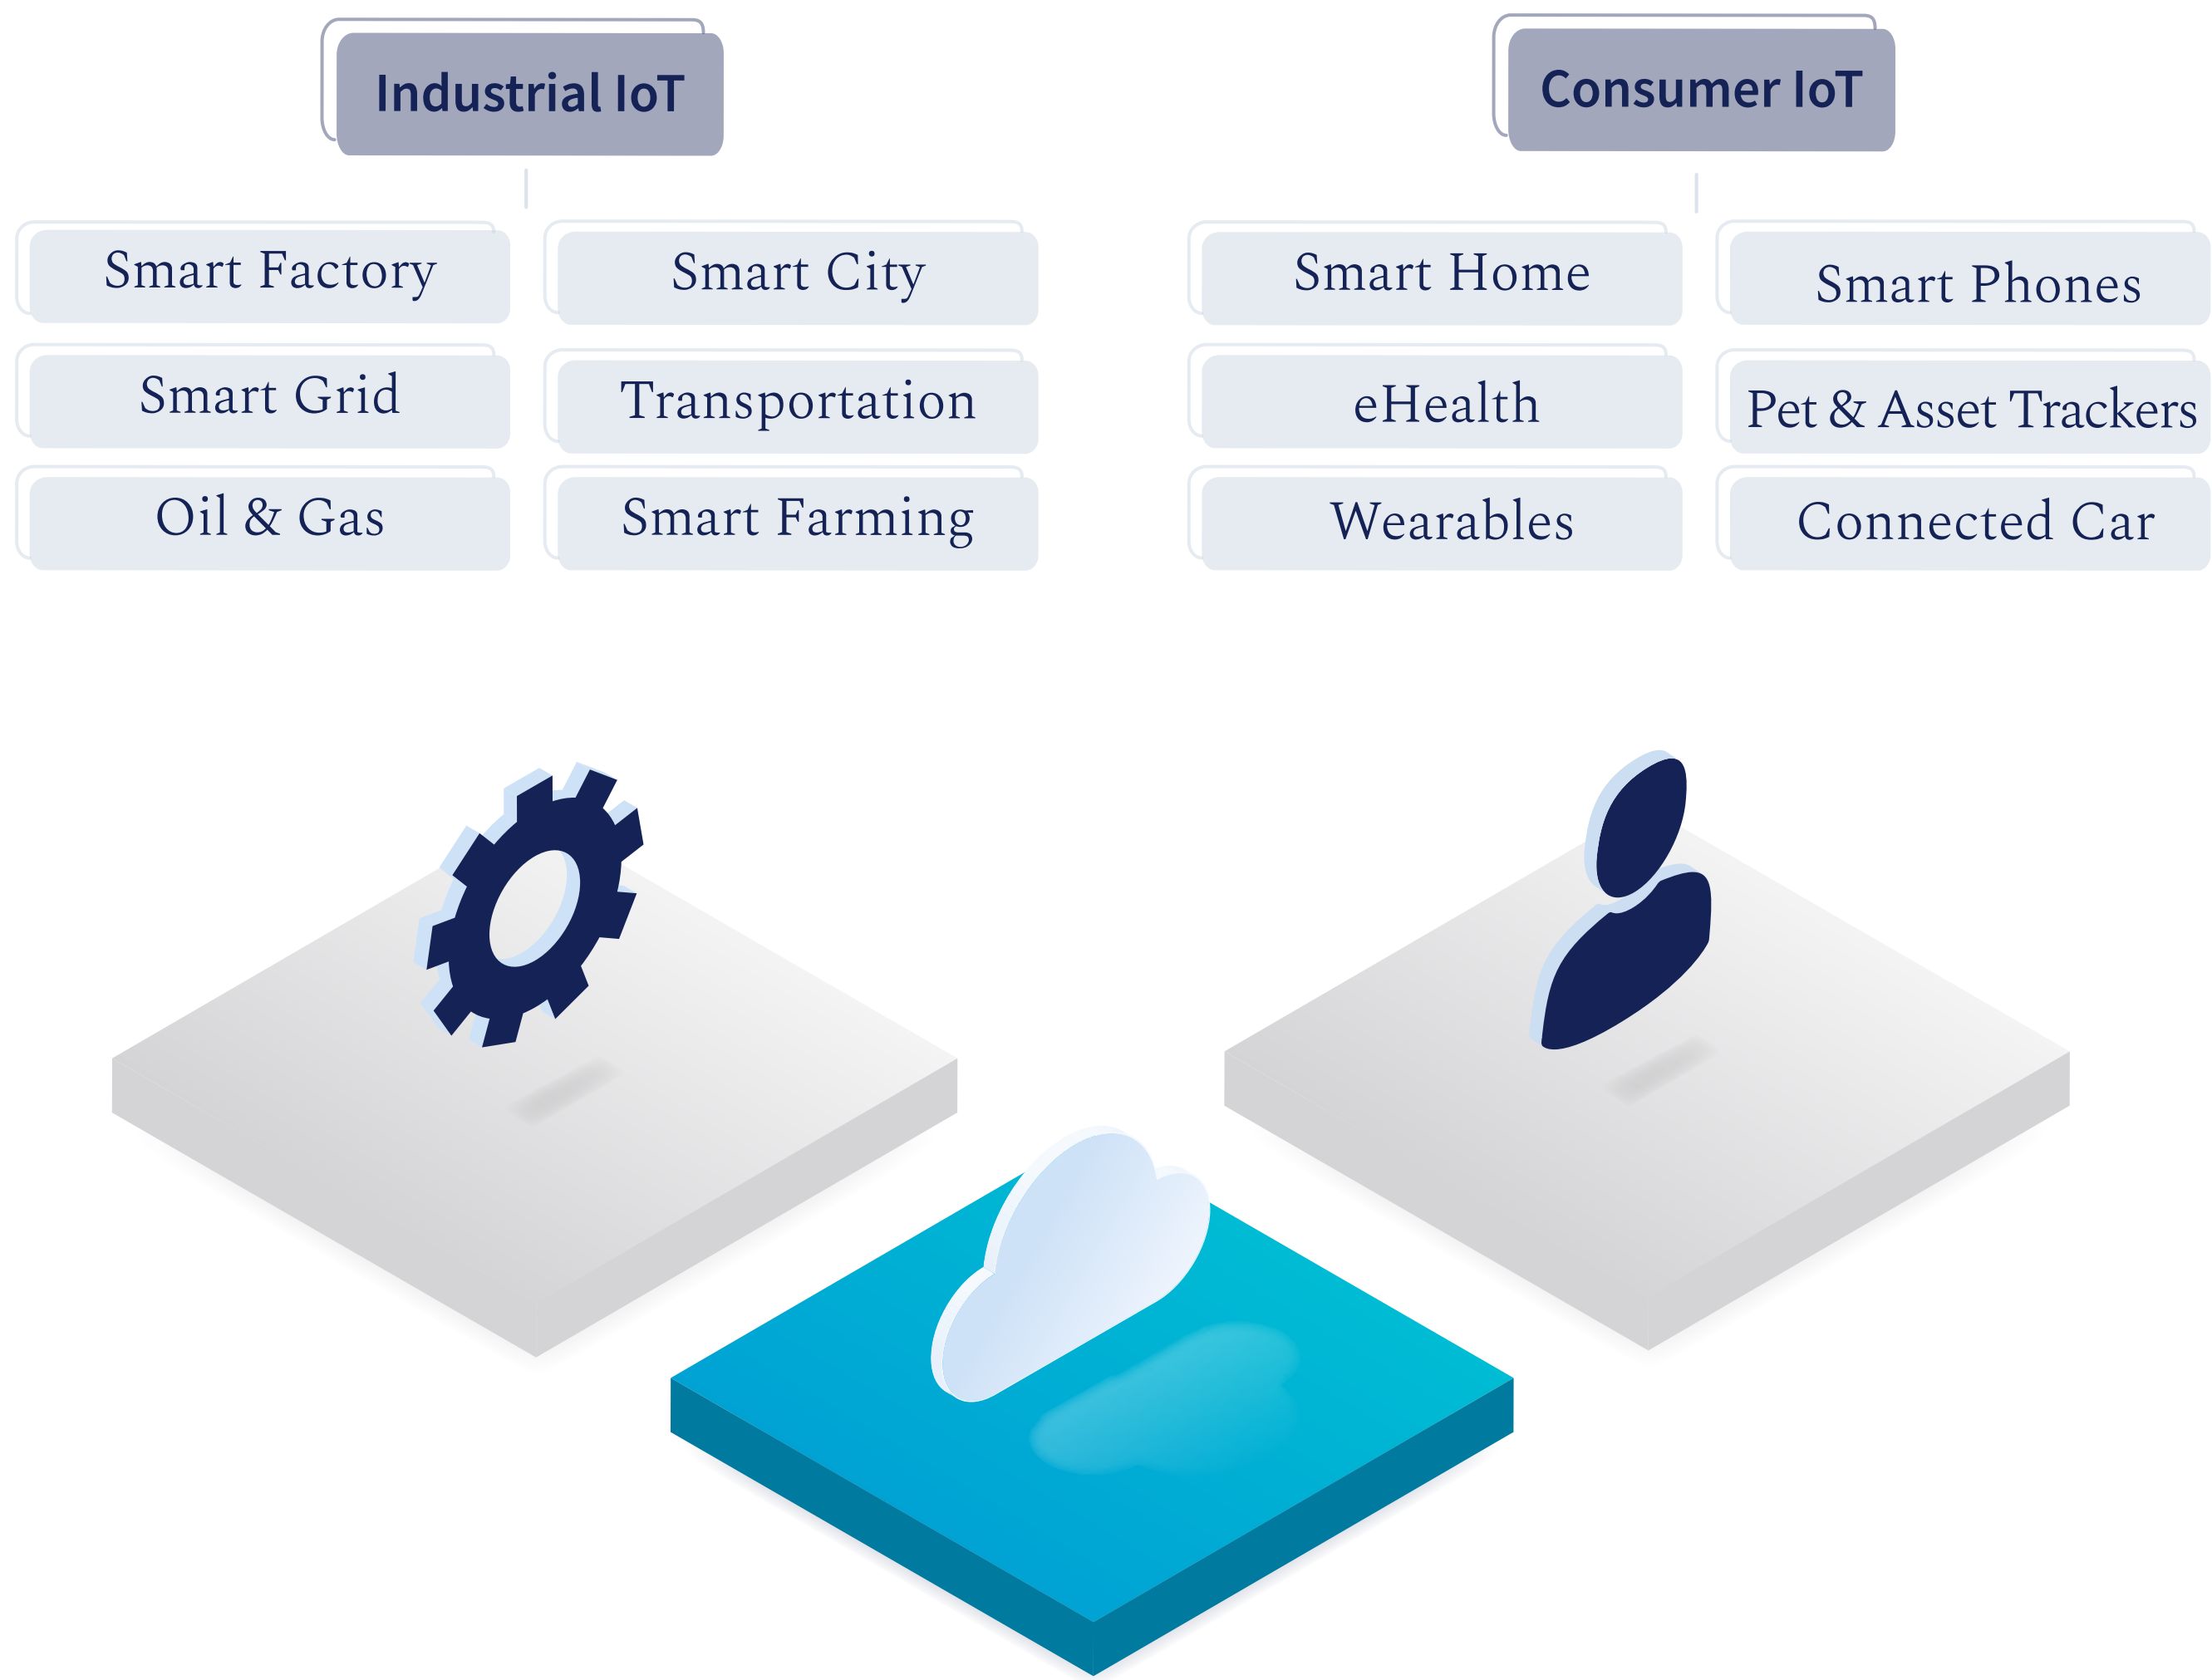 Industrial IoT
Smart Factory
Smart City
Smart Grid
Transportation
Oil & Gas
Smart Farming
Consumer IoT
Smart Home
Smart Phones
eHealth
Pet & Asset Trackers
Wearables
Connected Car